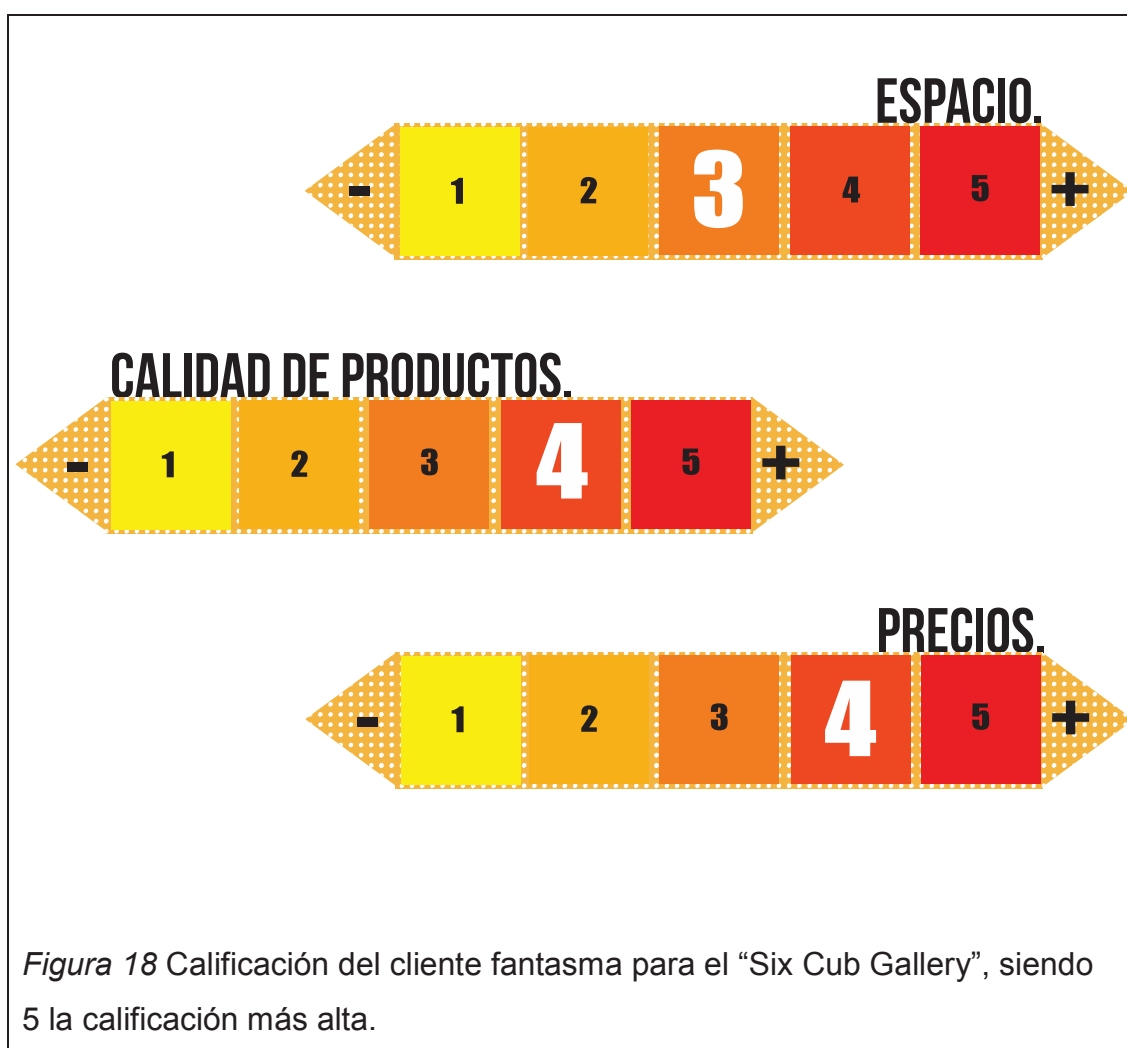 ESPACIO.
- 1 2 3 4 5 +
CALIDAD DE PRODUCTOS.
- 1 2 3 4 5 +
PRECIOS.
- 1 2 3 4 5 +
Figura 18 Calificación del cliente fantasma para el “Six Cub Gallery”, siendo
5 la calificación más alta.